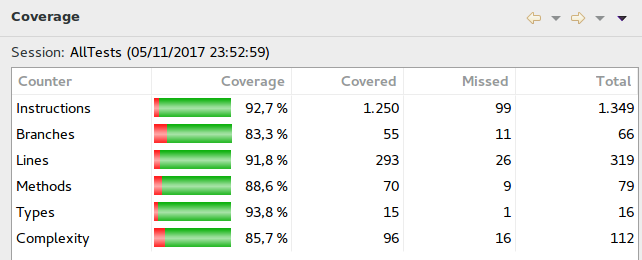 Coverage
Session: AllTests (05/11/2017 23:52:59)
Counter Coverage Covered Missed Total
Instructions 92,7 % 1.250 99 1.349
Branches 83,3 % 55 11 66
Lines 91,8 % 293 26 319
Methods 88,6 % 70 9 79
Types 93,8 % 15 1 16
Complexity 85,7 % 96 16 112